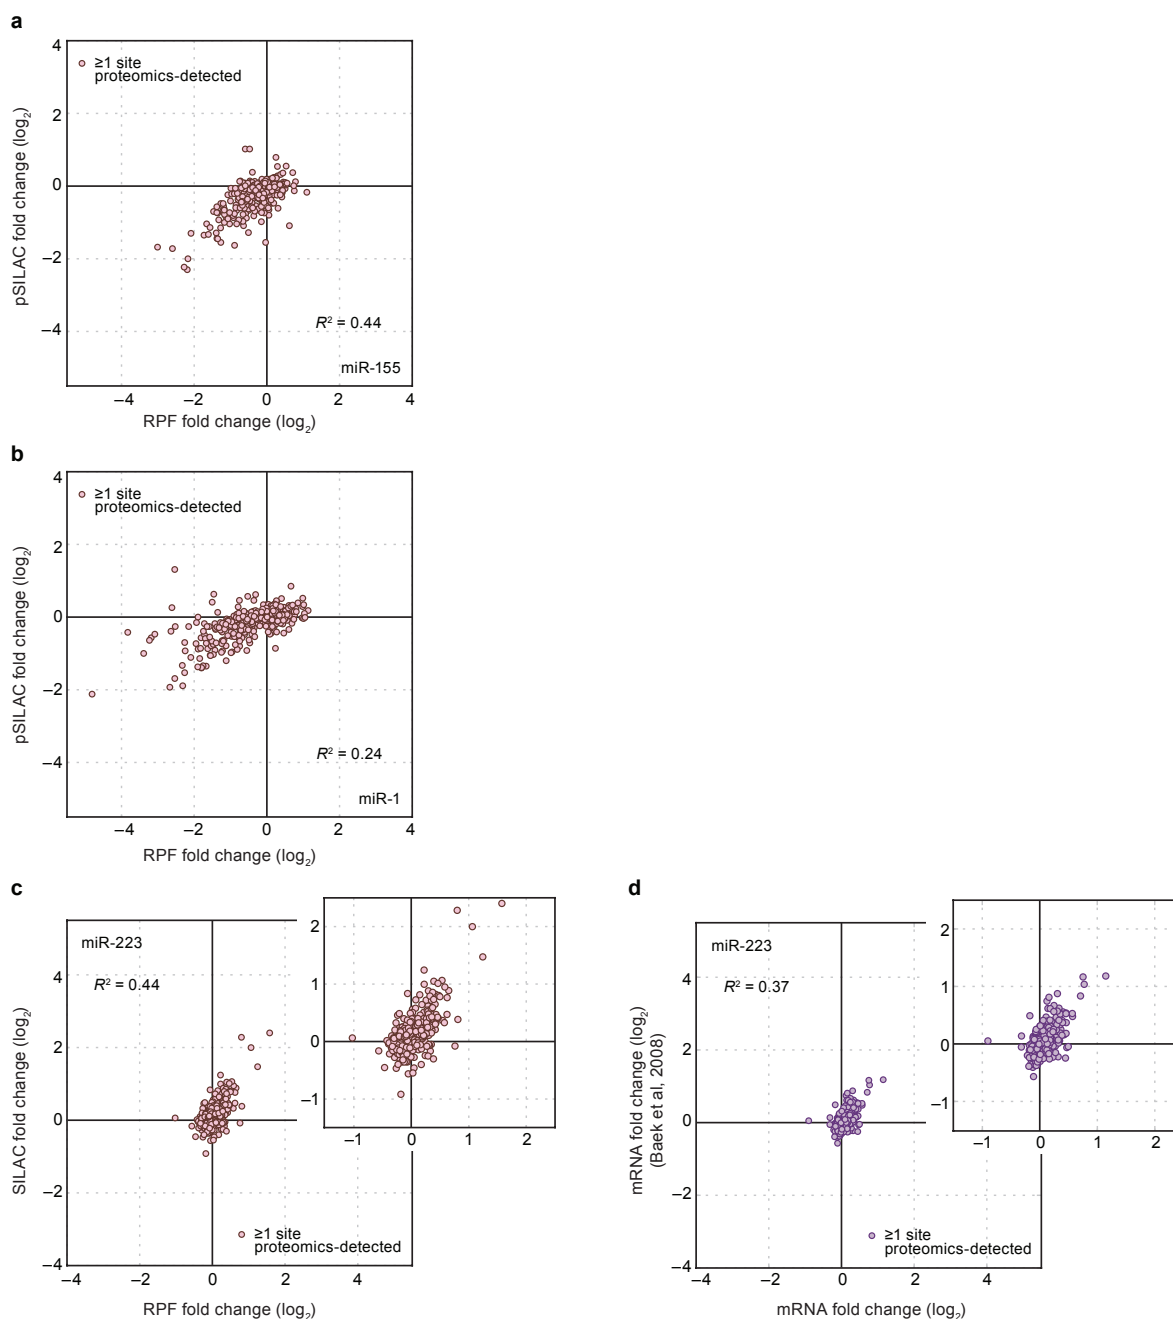 a
4
2
0
−2
−4
≥1 site
proteomics-detected
R² = 0.44
miR-155
−4
−2
0
2
4
pSILAC fold change (log₂)
RPF fold change (log₂)
b
4
2
0
−2
−4
≥1 site
proteomics-detected
R² = 0.24
miR-1
−4
−2
0
2
4
pSILAC fold change (log₂)
RPF fold change (log₂)
c
miR-223
R² = 0.44
4
2
0
−2
−4
2
1
0
−1
−1
0
1
2
≥1 site
proteomics-detected
−4
−2
0
2
4
SILAC fold change (log₂)
RPF fold change (log₂)
d
miR-223
R² = 0.37
4
2
0
−2
−4
2
1
0
−1
−1
0
1
2
≥1 site
proteomics-detected
−4
−2
0
2
4
mRNA fold change (log₂)
(Baek et al, 2008)
mRNA fold change (log₂)